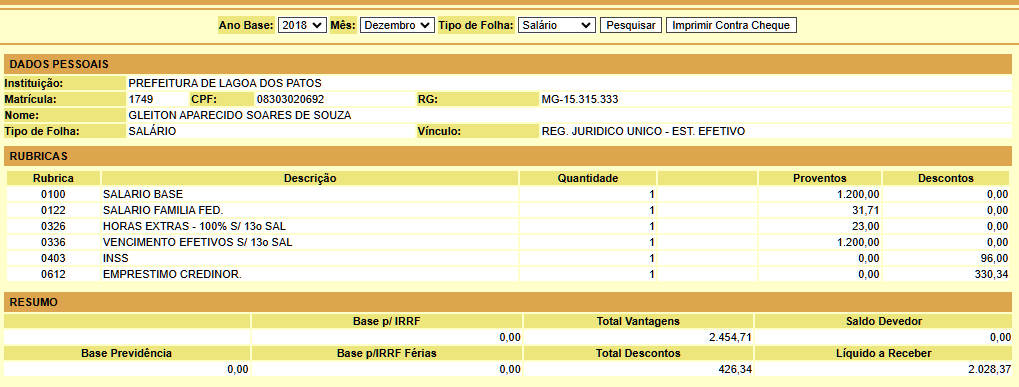 Ano Base: 2018 Mês: Dezembro Tipo de Folha: Salário Pesquisar Imprimir Contra Cheque
DADOS PESSOAIS
Instituição: PREFEITURA DE LAGOA DOS PATOS
Matrícula: 1749 CPF: 08303020692 RG: MG-15.315.333
Nome: GLEITON APARECIDO SOARES DE SOUZA
Tipo de Folha: SALÁRIO Vínculo: REG. JURIDICO UNICO - EST. EFETIVO
RUBRICAS
Rubrica Descrição Quantidade Proventos Descontos
0100 SALARIO BASE 1 1.200,00 0,00
0122 SALARIO FAMILIA FED. 1 31,71 0,00
0326 HORAS EXTRAS - 100% S/ 13o SAL 1 23,00 0,00
0336 VENCIMENTO EFETIVOS S/ 13o SAL 1 1.200,00 0,00
0403 INSS 1 0,00 96,00
0612 EMPRESTIMO CREDINOR. 1 0,00 330,34
RESUMO
Base p/ IRRF Total Vantagens Saldo Devedor
0,00 2.454,71 0,00
Base Previdência Base p/IRRF Férias Total Descontos Líquido a Receber
0,00 0,00 426,34 2.028,37